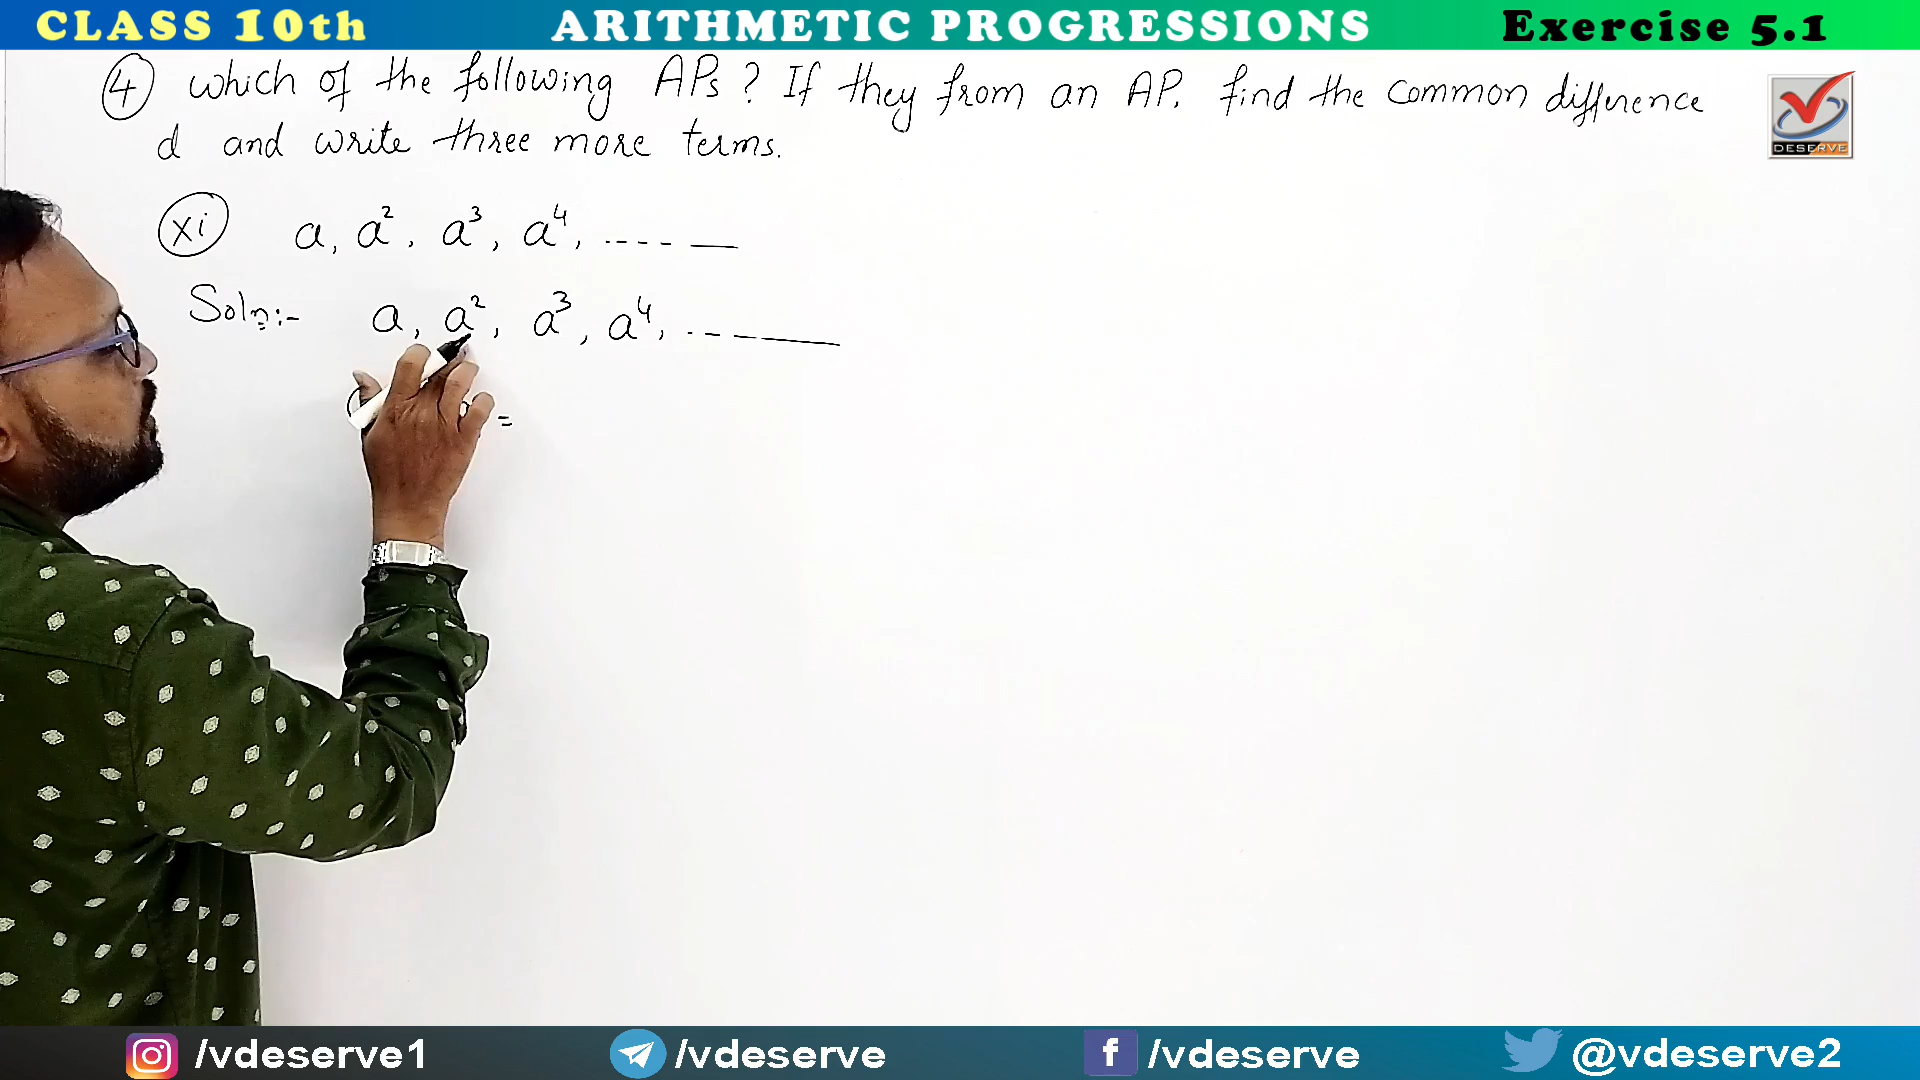 CLASS 10th ARITHMETIC PROGRESSIONS Exercise 5.1
④ which of the following APs? If they from an AP. find the common difference
d and write three more terms.
DESERVE
xi a, a², a³, a⁴, ---- —
Soln:- a, a², a³, a⁴, --- —
=
/vdeserve1 /vdeserve /vdeserve @vdeserve2